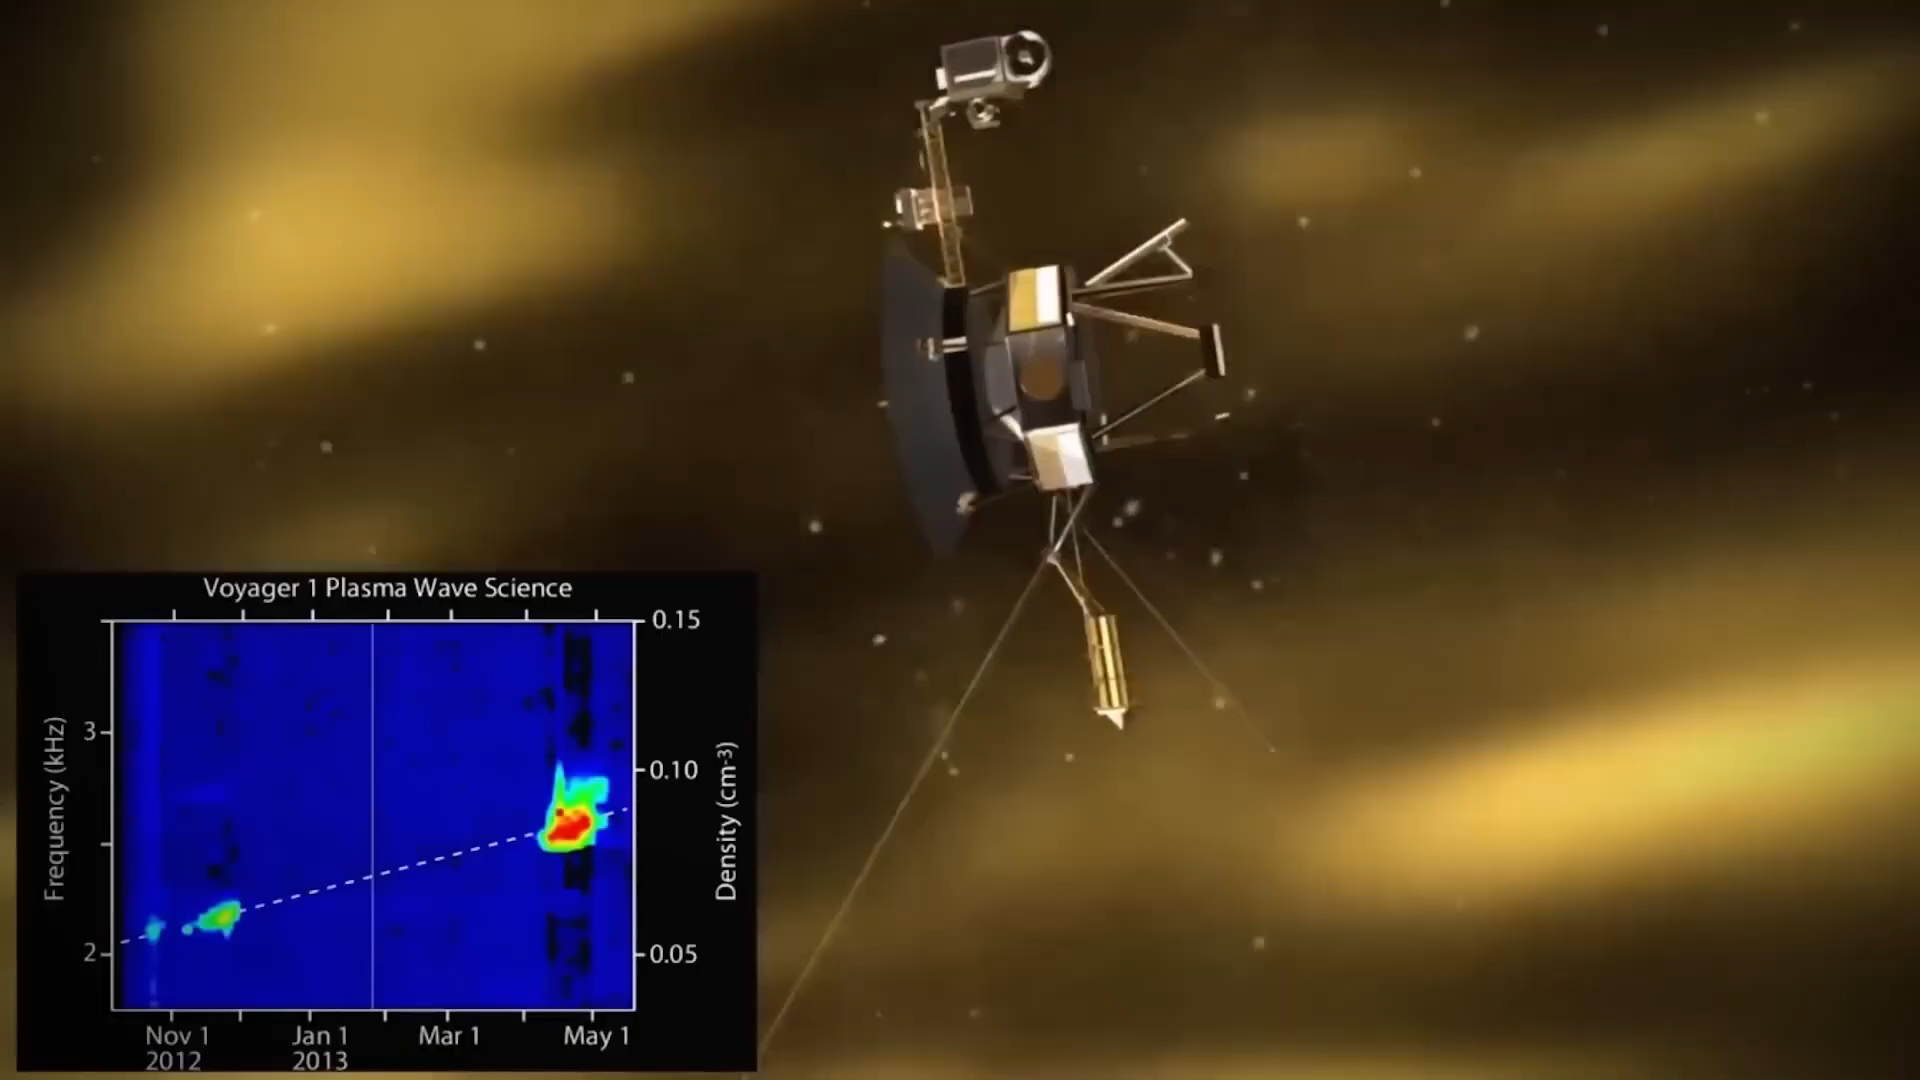 Voyager 1 Plasma Wave Science
0.15
3
0.10
Frequency (kHz)
Density (cm-3)
2
0.05
Nov 1 Jan 1 Mar 1 May 1
2012 2013